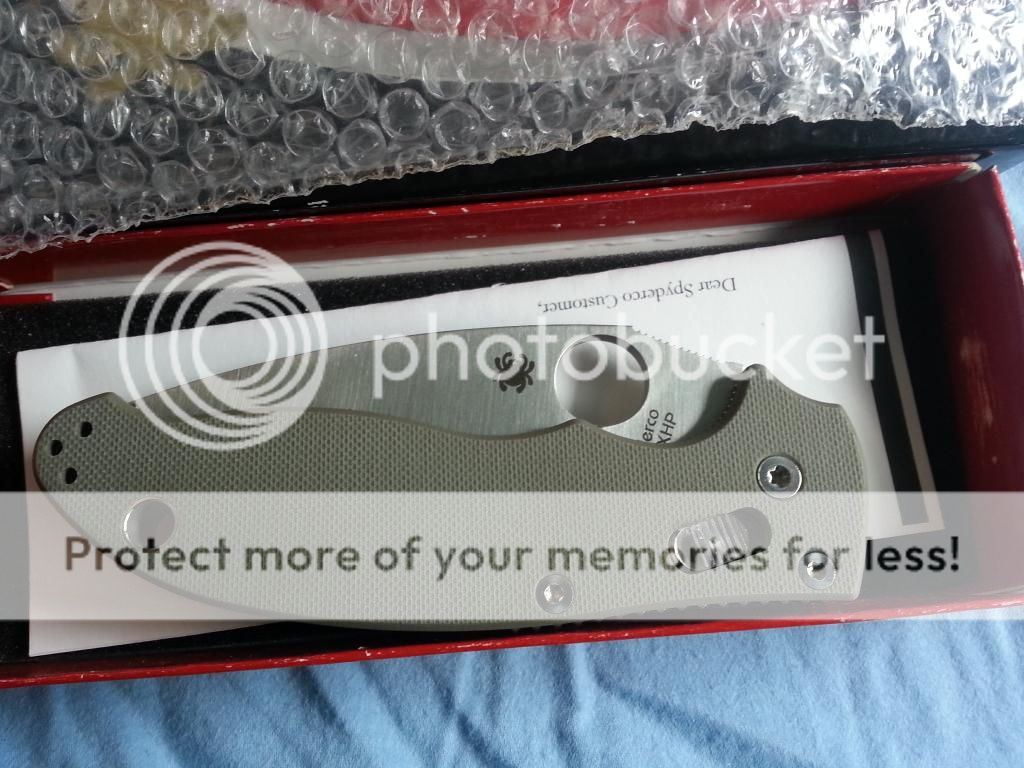 Dear Spyderco Customer,
photobucket
erco
XHP
Protect more of your memories for less!